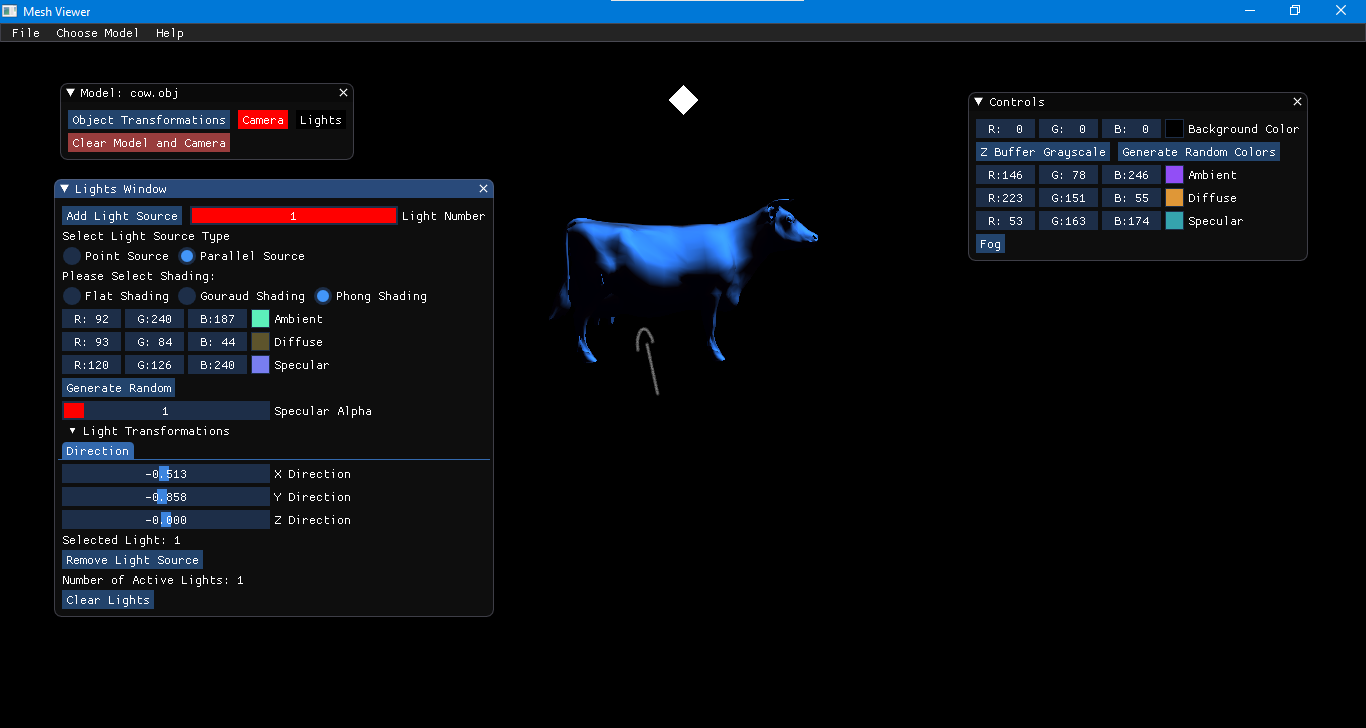 Mesh Viewer
File Choose Model Help
Model: cow.obj
Object Transformations Camera Lights
Clear Model and Camera
Lights Window
Add Light Source 1 Light Number
Select Light Source Type
Point Source Parallel Source
Please Select Shading:
Flat Shading Gouraud Shading Phong Shading
R: 92 G:240 B:187 Ambient
R: 93 G: 84 B: 44 Diffuse
R:120 G:126 B:240 Specular
Generate Random
1 Specular Alpha
Light Transformations
Direction
-0.513 X Direction
-0.858 Y Direction
-0.000 Z Direction
Selected Light: 1
Remove Light Source
Number of Active Lights: 1
Clear Lights
Controls
R: 0 G: 0 B: 0 Background Color
Z Buffer Grayscale Generate Random Colors
R:146 G: 78 B:246 Ambient
R:223 G:151 B: 55 Diffuse
R: 53 G:163 B:174 Specular
Fog